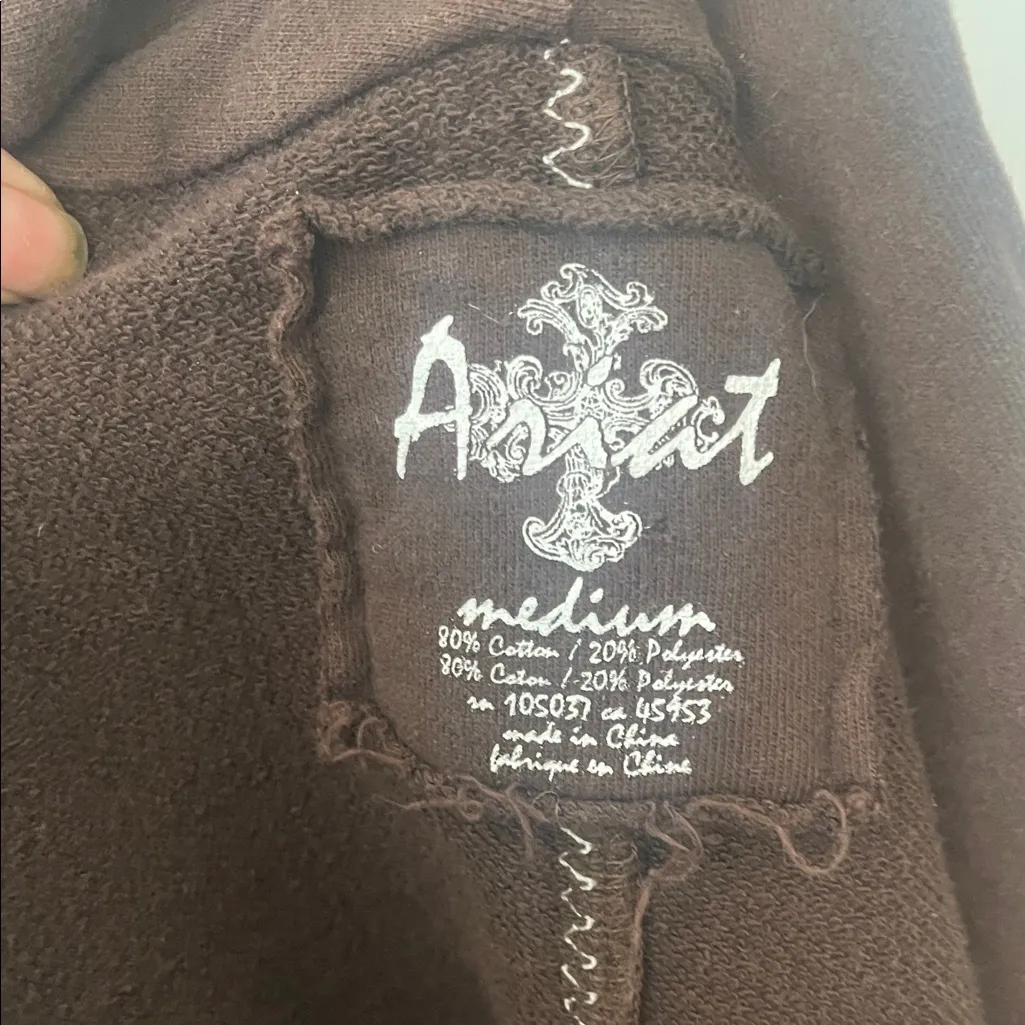 Ariat
medium
80% Cotton / 20% Polyester
80% Coton / 20% Polyester
rn 105037 ca 45953
made in China
fabrique en Chine